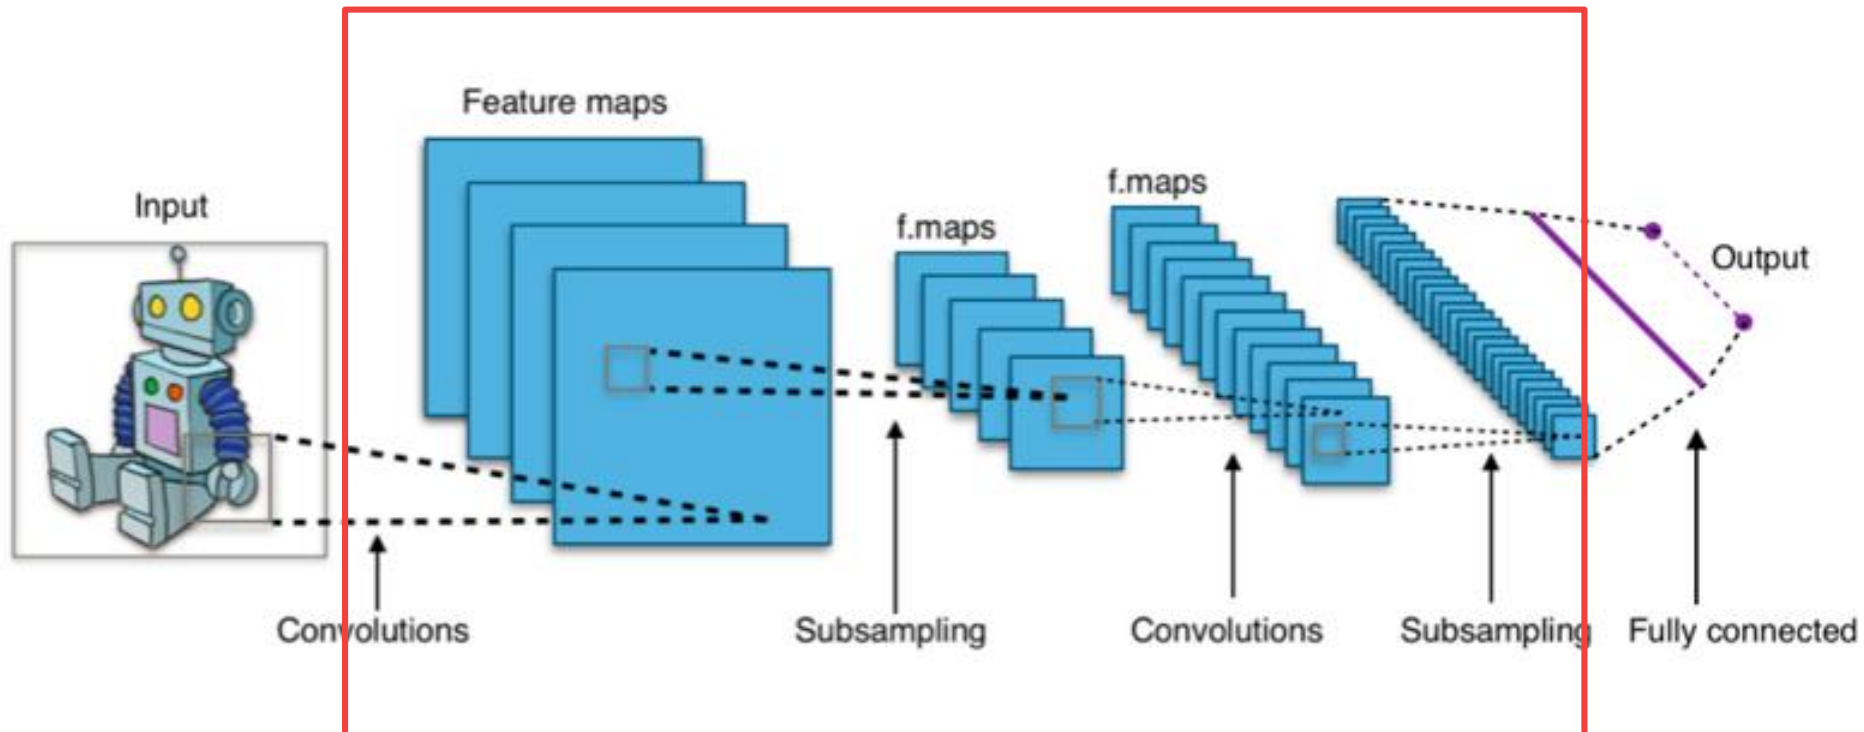 Feature maps
f.maps
Input
f.maps
Output
Convolutions
Subsampling
Convolutions
Subsampling
Fully connected